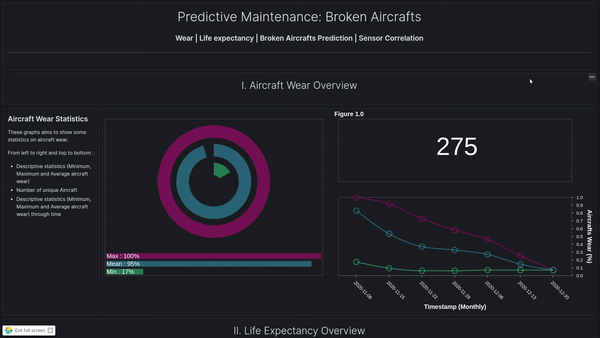 Predictive Maintenance: Broken Aircrafts
Wear | Life expectancy | Broken Aircrafts Prediction | Sensor Correlation
I. Aircraft Wear Overview
Aircraft Wear Statistics
These graphs aims to show some
statistics on aircraft wear.
From left to right and top to bottom :
Descriptive statistics (Minimum,
Maximum and Average aircraft
wear)
Number of unique Aircraft
Descriptive statistics (Minimum,
Maximum and Average aircraft
wear) through time
Max : 100%
Mean : 95%
Min : 17%
Figure 1.0
275
1.0
0.9
0.8
0.7
0.6
0.5
0.4
0.3
0.2
0.1
0.0
Aircrafts Wear (%)
2020-11-08
2020-11-15
2020-11-22
2020-11-29
2020-12-06
2020-12-13
2020-12-20
Timestamp (Monthly)
II. Life Expectancy Overview
Exit full screen